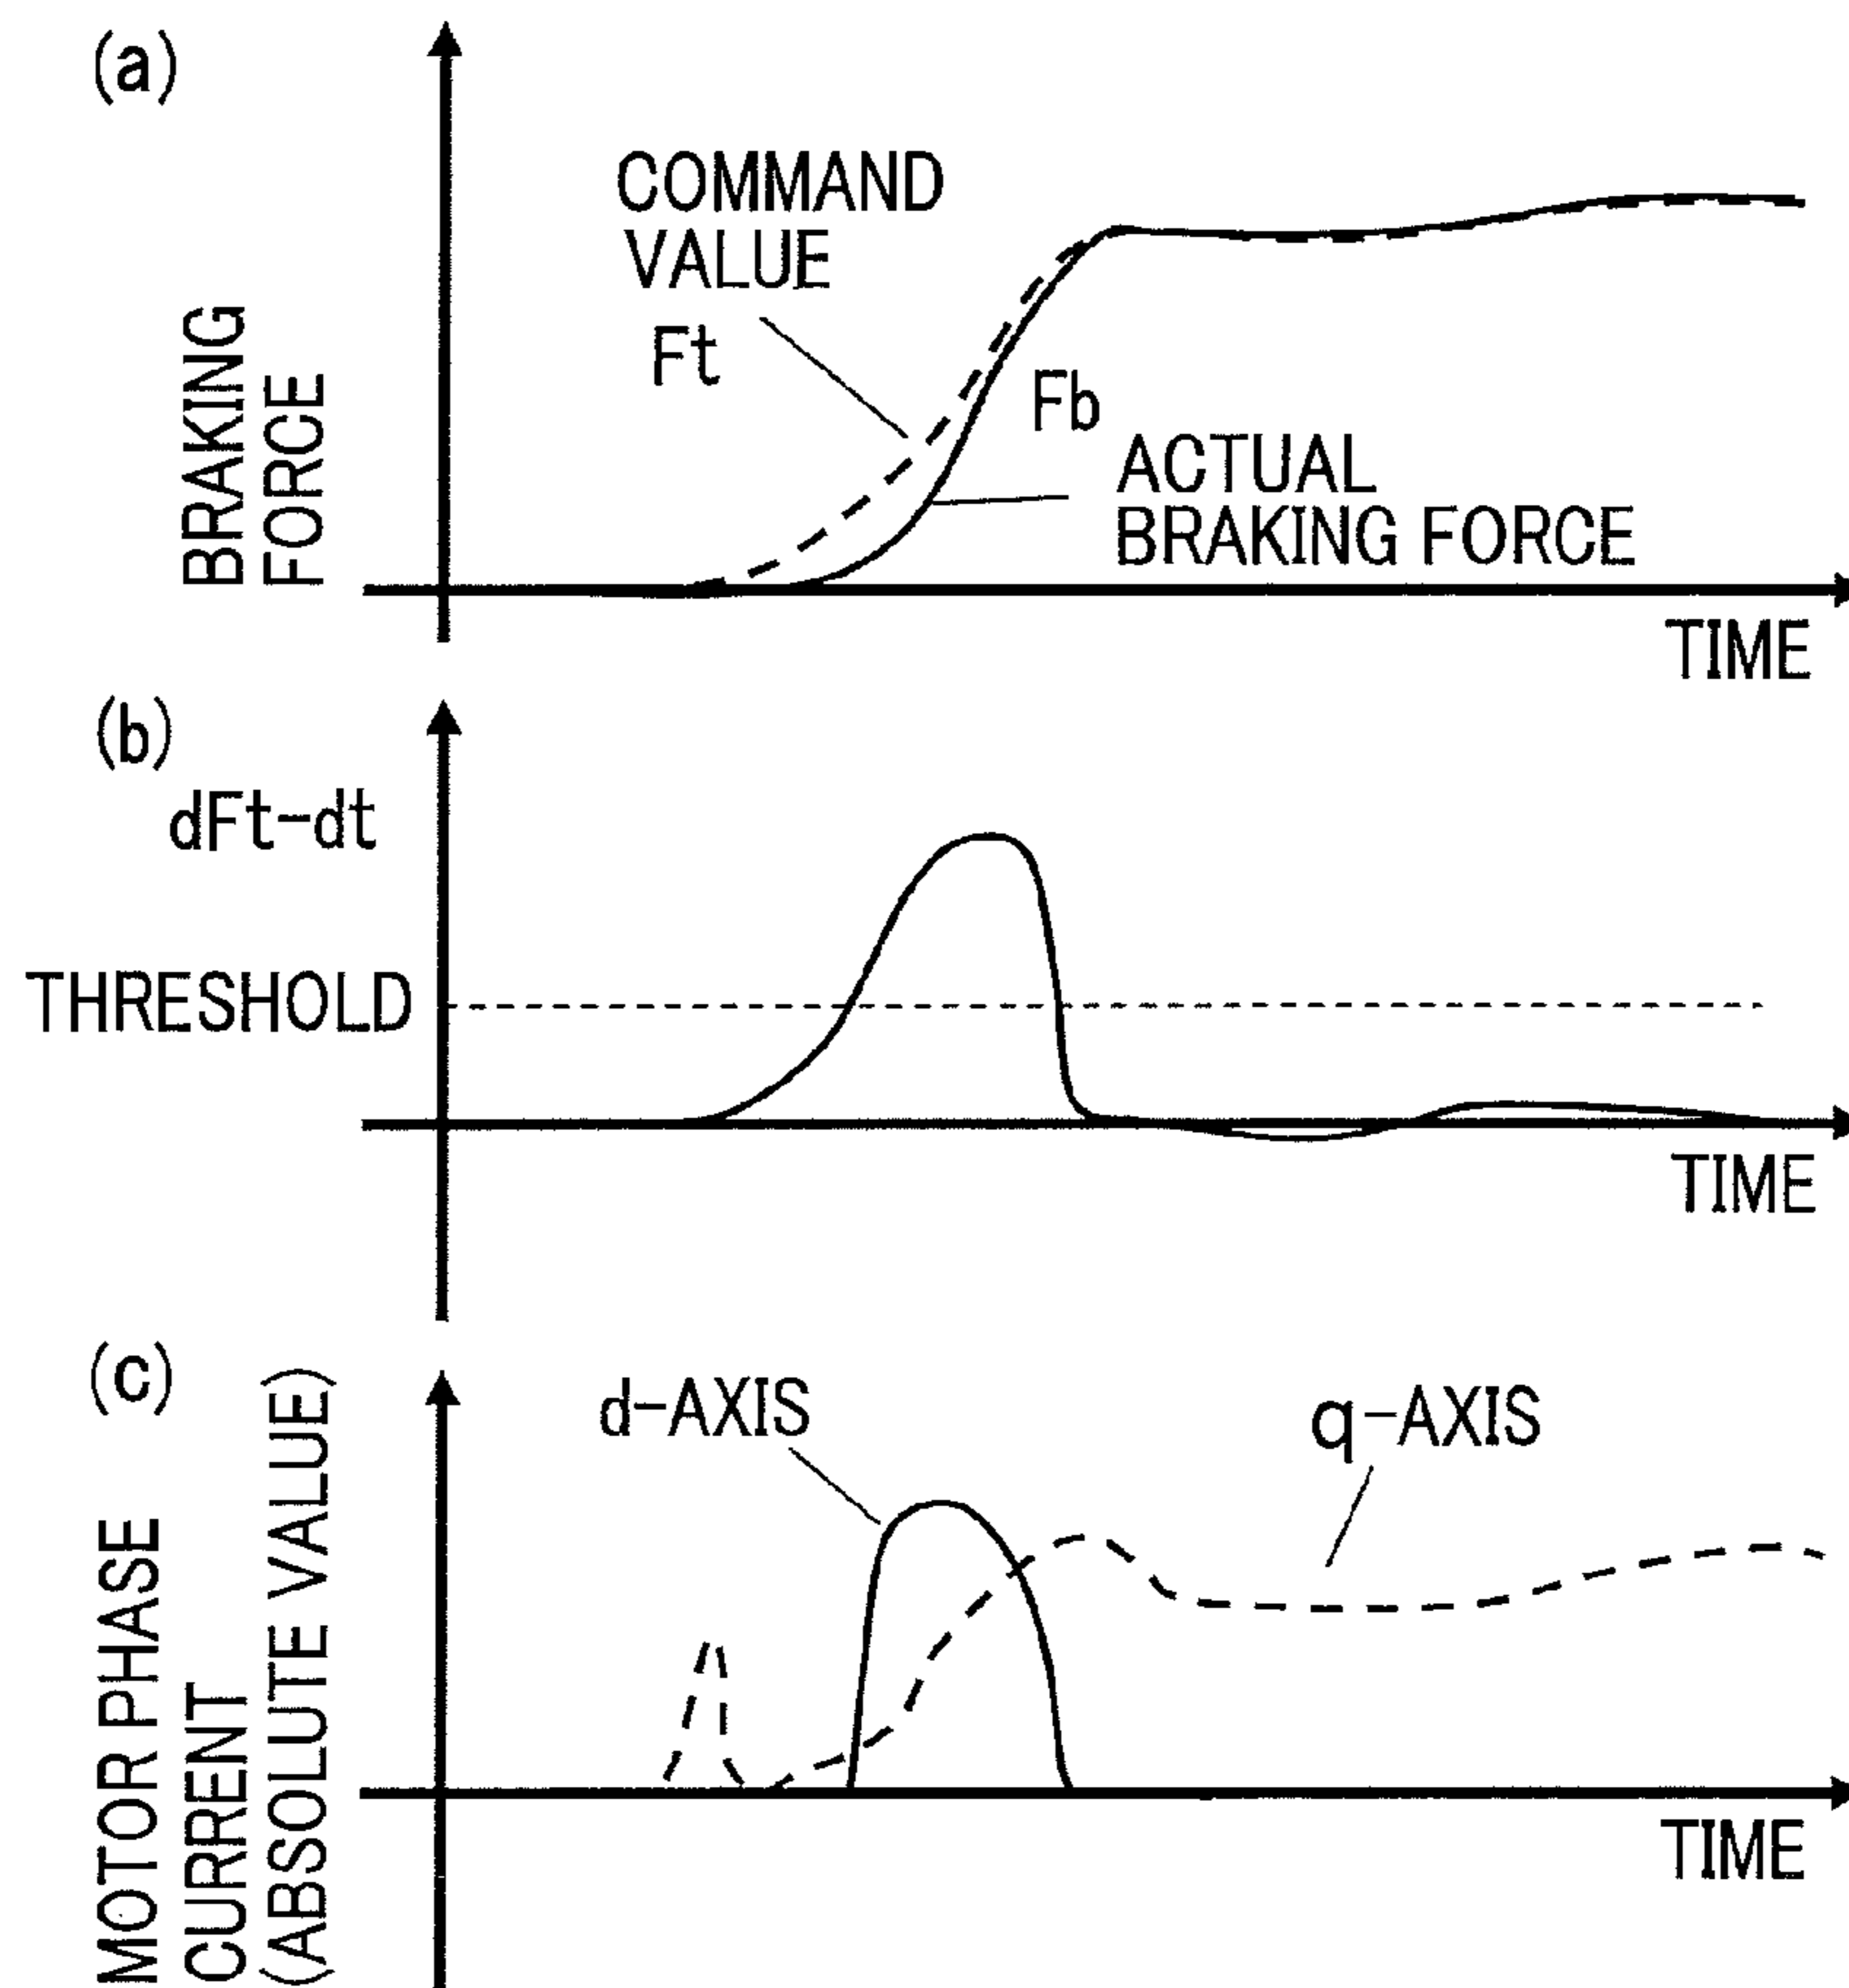 (a)
COMMAND
VALUE
Ft
Fb
ACTUAL
BRAKING FORCE
BRAKING
FORCE
TIME
(b)
dFt-dt
THRESHOLD
TIME
(c)
d-AXIS
q-AXIS
MOTOR PHASE
CURRENT
(ABSOLUTE VALUE)
TIME